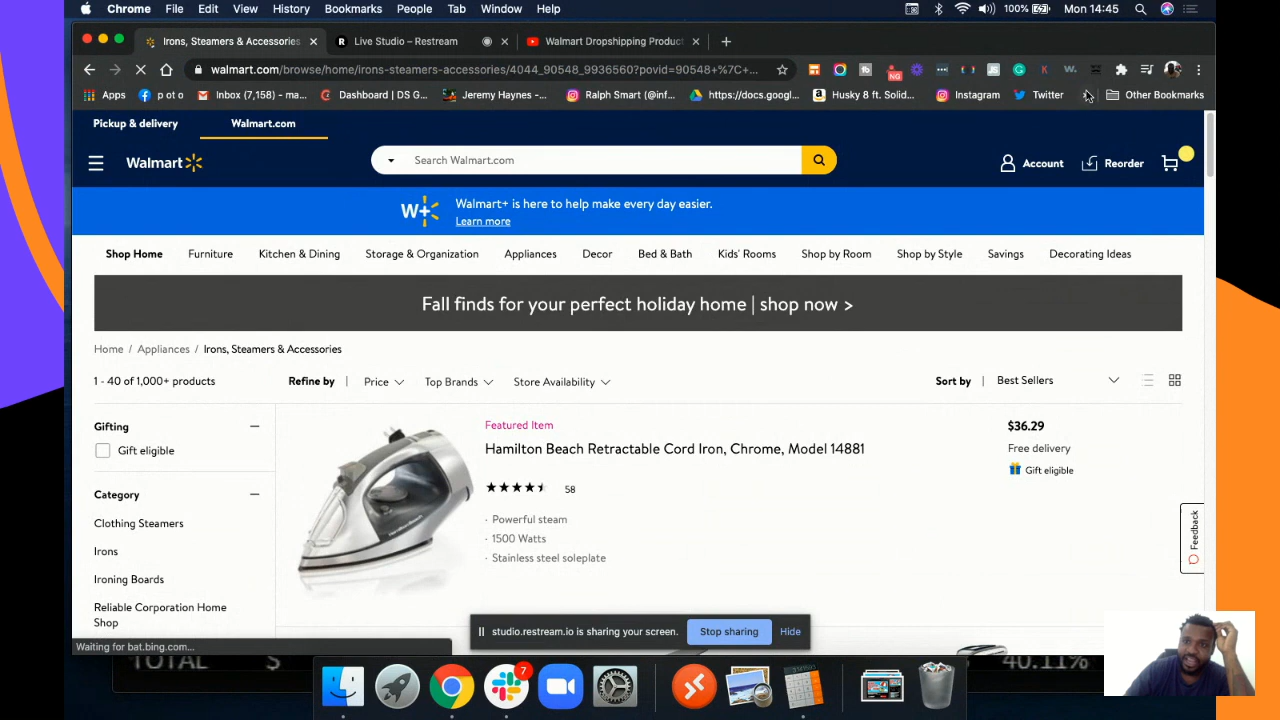 Chrome File Edit View History Bookmarks People Tab Window Help 100% Mon 14:45
Irons, Steamers & Accessories Live Studio – Restream Walmart Dropshipping Product
walmart.com/browse/home/irons-steamers-accessories/4044_90548_9936560?povid=90548+%7C+...
Apps p ot o Inbox (7,158) – ma... Dashboard | DS G... Jeremy Haynes –... Ralph Smart (@inf... https://docs.googl... Husky 8 ft. Solid... Instagram Twitter Other Bookmarks
Pickup & delivery Walmart.com
Walmart Search Walmart.com Account Reorder
W+ Walmart+ is here to help make every day easier.
Learn more
Shop Home Furniture Kitchen & Dining Storage & Organization Appliances Decor Bed & Bath Kids' Rooms Shop by Room Shop by Style Savings Decorating Ideas
Fall finds for your perfect holiday home | shop now >
Home / Appliances / Irons, Steamers & Accessories
1 - 40 of 1,000+ products Refine by | Price Top Brands Store Availability Sort by | Best Sellers
Gifting
Gift eligible
Category
Clothing Steamers
Irons
Ironing Boards
Reliable Corporation Home
Shop
Featured Item
Hamilton Beach Retractable Cord Iron, Chrome, Model 14881
58
· Powerful steam
· 1500 Watts
· Stainless steel soleplate
$36.29
Free delivery
Gift eligible
Feedback
studio.restream.io is sharing your screen. Stop sharing Hide
Waiting for bat.bing.com...
TOTAL $ 40.11%
7